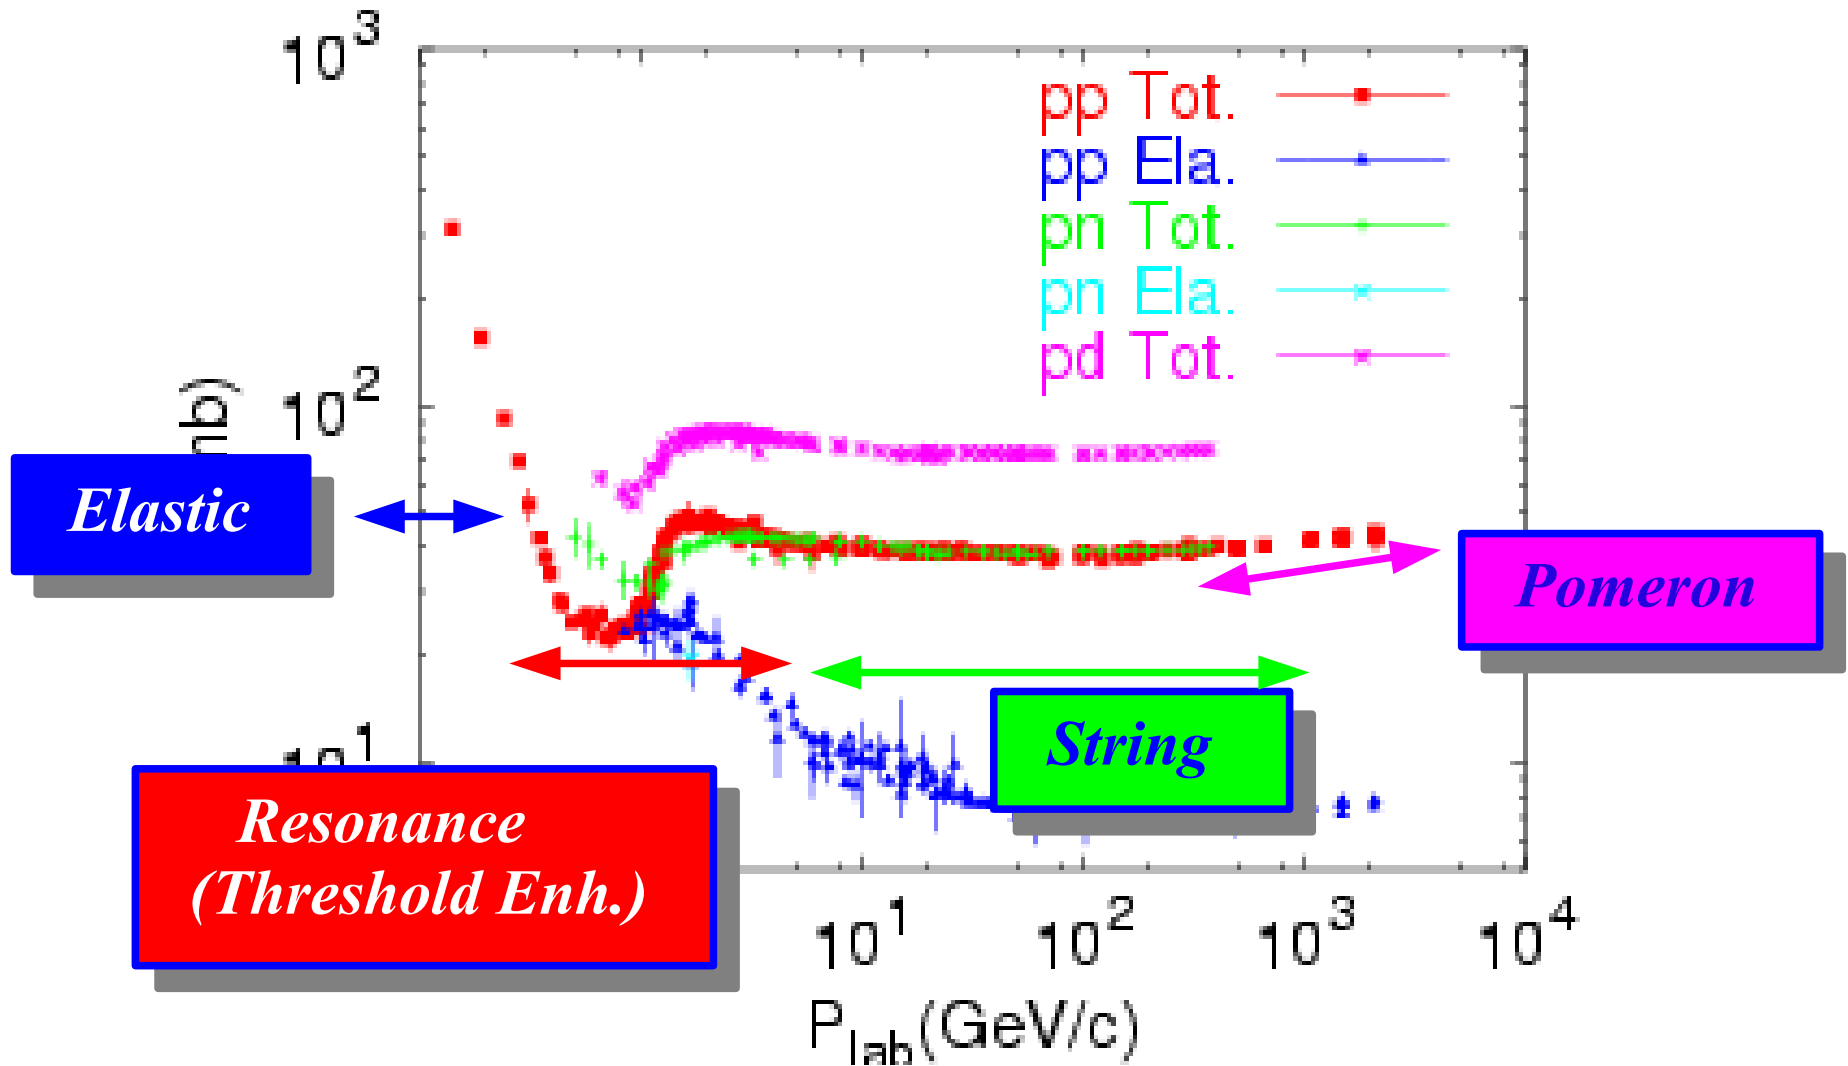 10³
pp Tot.
pp Ela.
pn Tot.
pn Ela.
pd Tot.
10²
Elastic
Pomeron
String
10¹
Resonance
(Threshold Enh.)
10¹ 10² 10³ 10⁴
P_lab(GeV/c)